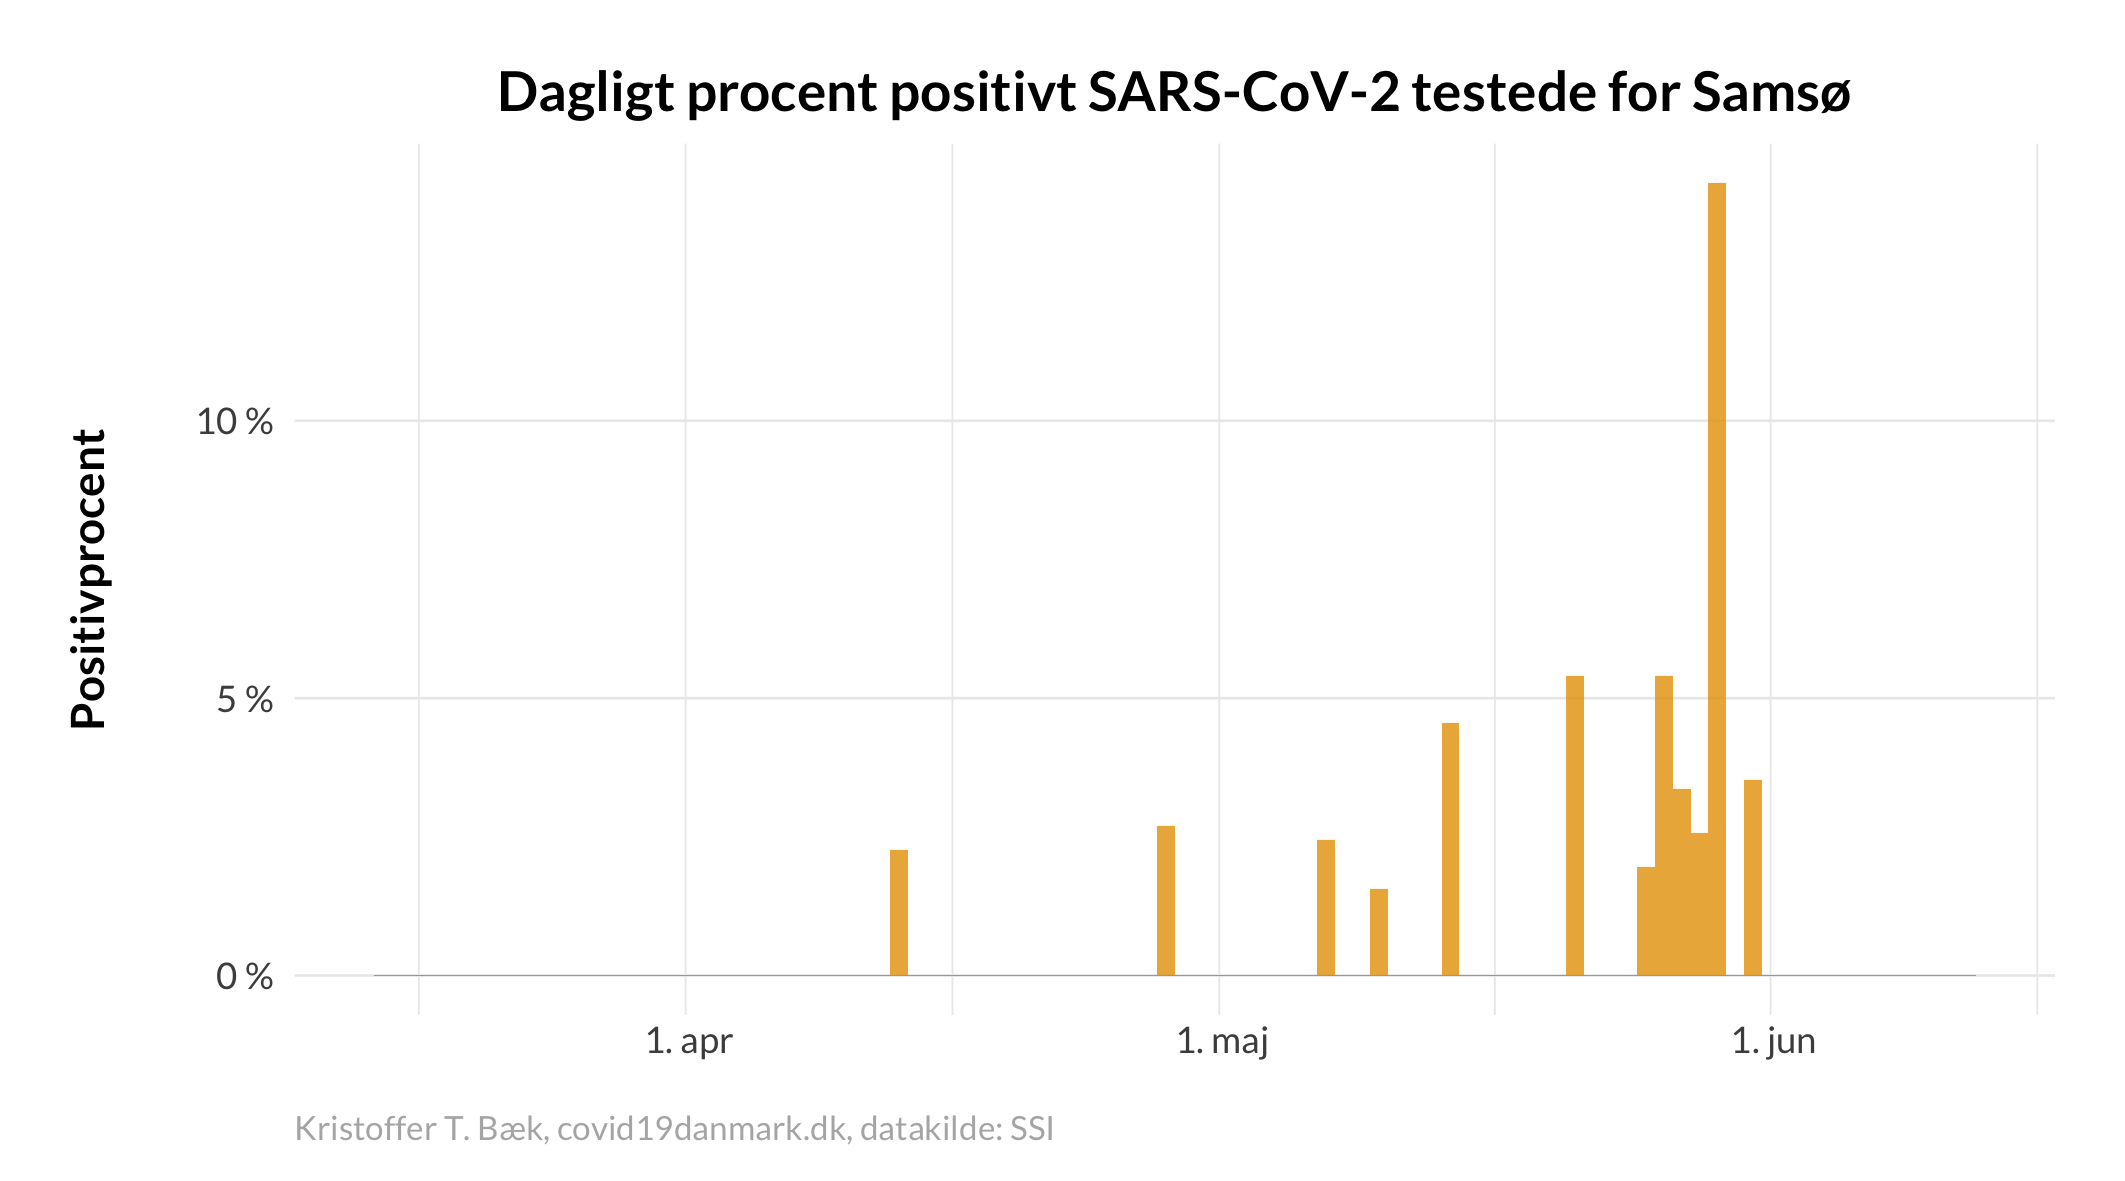 Dagligt procent positivt SARS-CoV-2 testede for Samsø
Positivprocent
10 %
5 %
0 %
1. apr
1. maj
1. jun
Kristoffer T. Bæk, covid19danmark.dk, datakilde: SSI